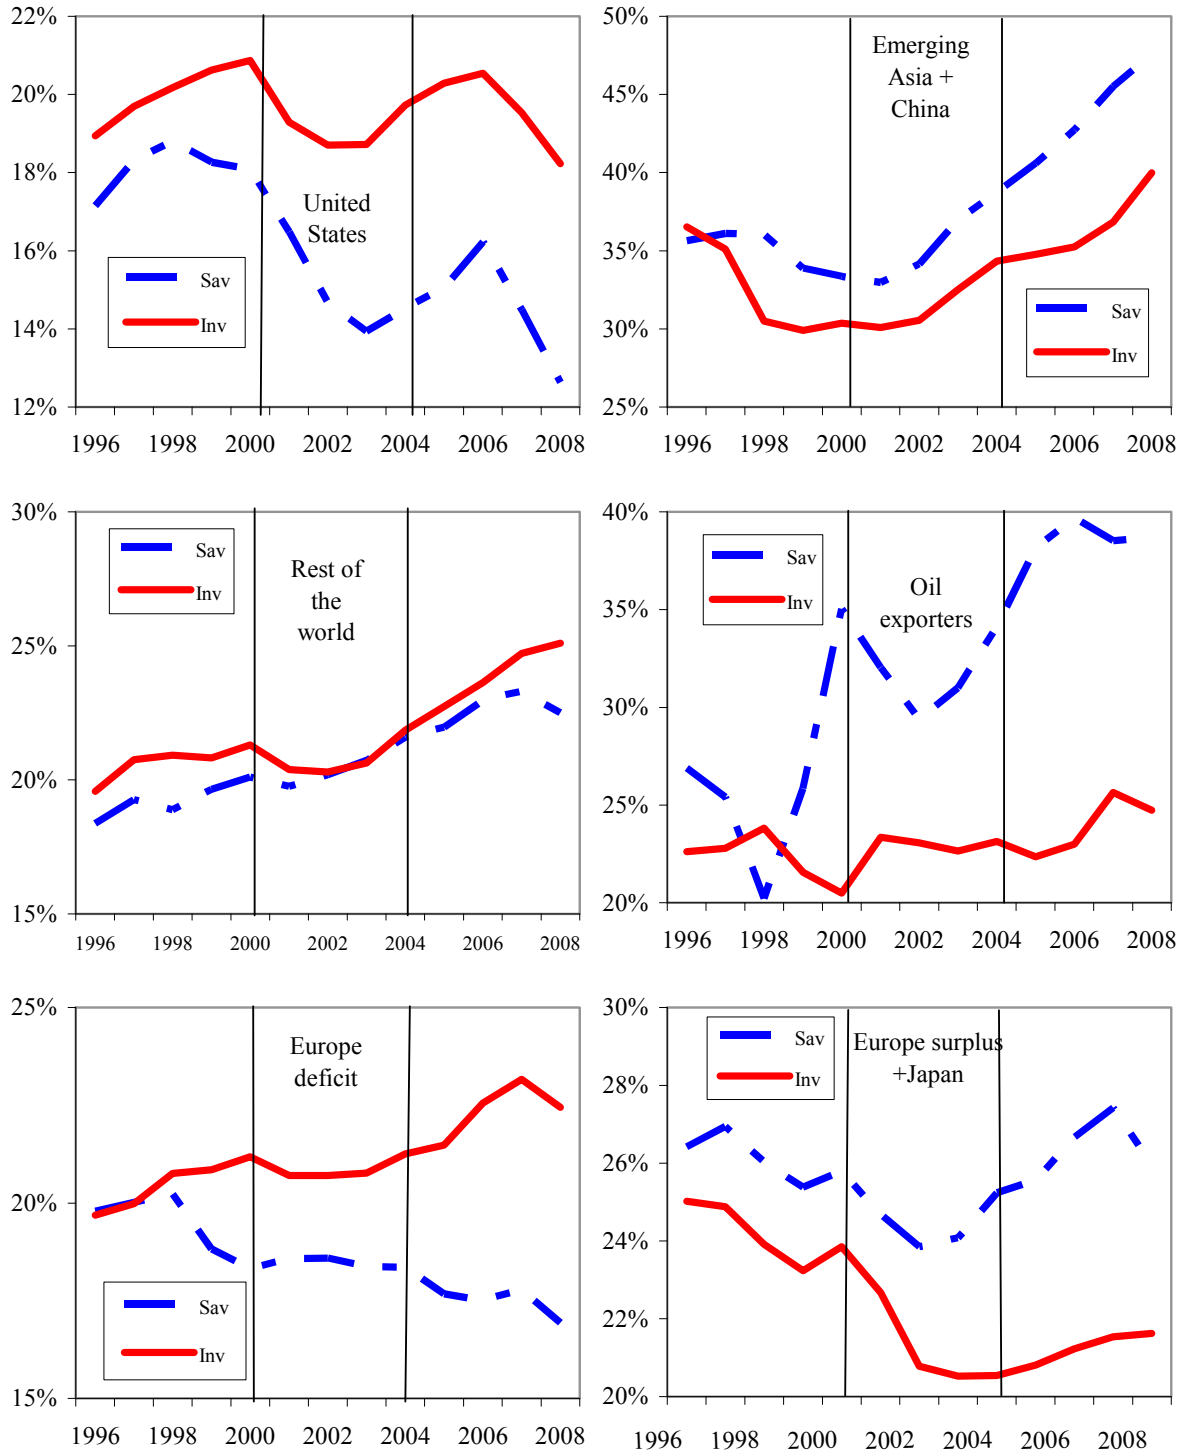 22%
20%
18%
16%
14%
12%
United
States
Sav
Inv
1996 1998 2000 2002 2004 2006 2008
50%
45%
40%
35%
30%
25%
Emerging
Asia +
China
Sav
Inv
1996 1998 2000 2002 2004 2006 2008
30%
25%
20%
15%
Sav
Inv
Rest of
the
world
1996 1998 2000 2002 2004 2006 2008
40%
35%
30%
25%
20%
Sav
Inv
Oil
exporters
1996 1998 2000 2002 2004 2006 2008
25%
20%
15%
Europe
deficit
Sav
Inv
1996 1998 2000 2002 2004 2006 2008
30%
28%
26%
24%
22%
20%
Sav
Inv
Europe surplus
+Japan
1996 1998 2000 2002 2004 2006 2008